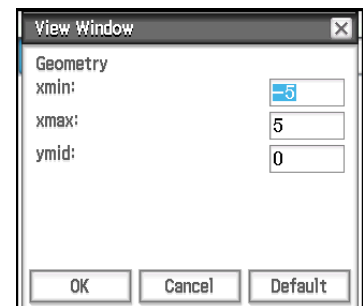 View Window
Geometry
xmin: -5
xmax: 5
ymid: 0
OK Cancel Default